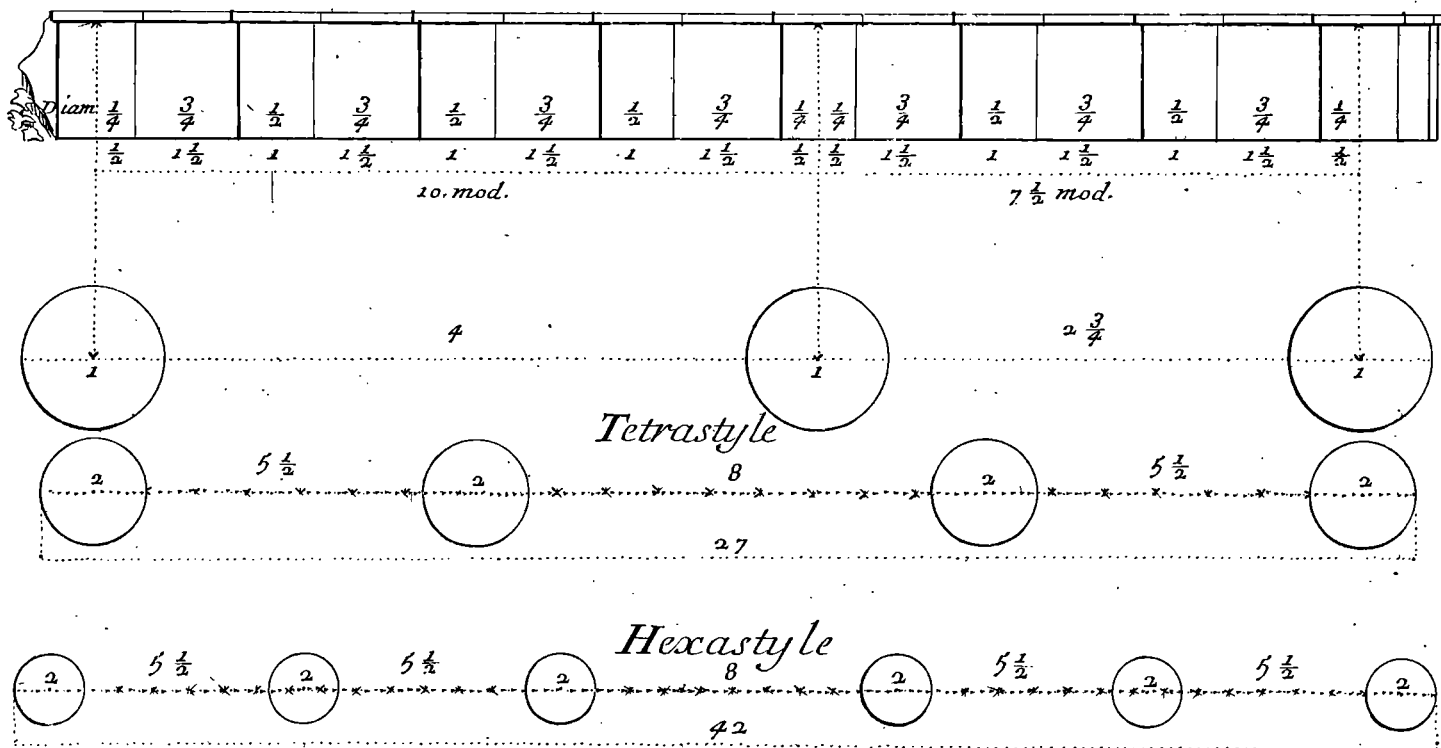 Diam. 1/4 3/4 1/2 3/4 1/2 3/4 1/2 3/4 1/4 1/4 3/4 1/2 3/4 1/2 3/4 1/4
1/2 1 1/2 1 1 1/2 1 1 1/2 1 1 1/2 1/2 1/2 1 1/2 1 1 1/2 1 1 1/2 1/2
10. mod. 7 1/2 mod.
4 2 3/4
1 1 1
Tetrastyle
5 1/2 8 5 1/2
2 2 2 2
27
Hexastyle
5 1/2 5 1/2 8 5 1/2 5 1/2
2 2 2 2 2 2
42